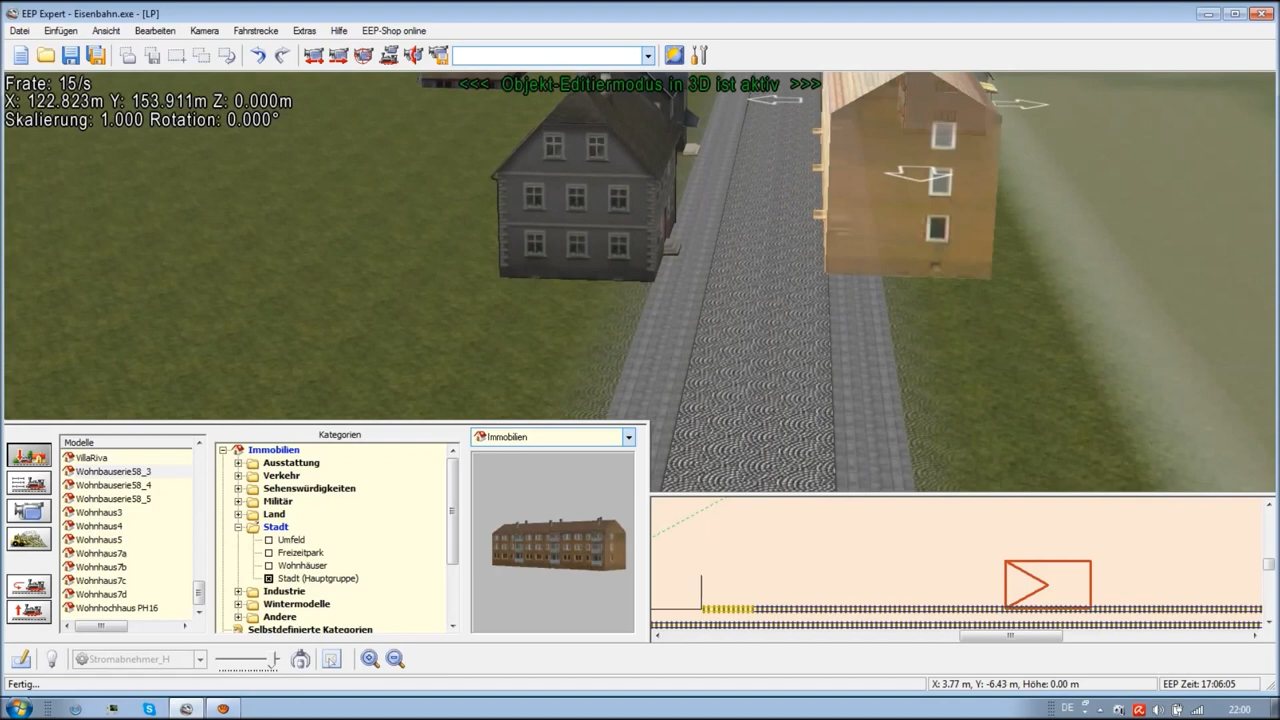 EEP Expert - Eisenbahn.exe - [LP]
Datei Einfügen Ansicht Bearbeiten Kamera Fahrstrecke Extras Hilfe EEP-Shop online
Frate: 15/s
<<< Objekt-Editiermodus in 3D ist aktiv >>>
X: 122.823m Y: 153.911m Z: 0.000m
Skalierung: 1.000 Rotation: 0.000°
Modelle
VillaRiva
Wohnbauserie58_3
Wohnbauserie58_4
Wohnbauserie58_5
Wohnhaus3
Wohnhaus4
Wohnhaus5
Wohnhaus7a
Wohnhaus7b
Wohnhaus7c
Wohnhaus7d
Wohnhochhaus PH16
Kategorien
Immobilien
Ausstattung
Verkehr
Sehenswürdigkeiten
Militär
Land
Stadt
Umfeld
Freizeitpark
Wohnhäuser
Stadt (Hauptgruppe)
Industrie
Wintermodelle
Andere
Selbstdefinierte Kategorien
Immobilien
Stromabnehmer_H
Fertig...
X: 3.77 m, Y: -6.43 m, Höhe: 0.00 m
EEP Zeit: 17:06:05
DE
22:00